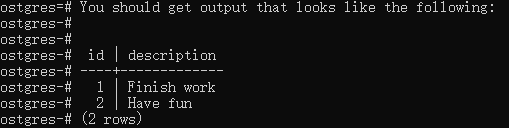 ostgres=# You should get output that looks like the following:
ostgres-#
ostgres-#
ostgres-#  id | description
ostgres-# ----+-------------
ostgres-#   1 | Finish work
ostgres-#   2 | Have fun
ostgres-# (2 rows)